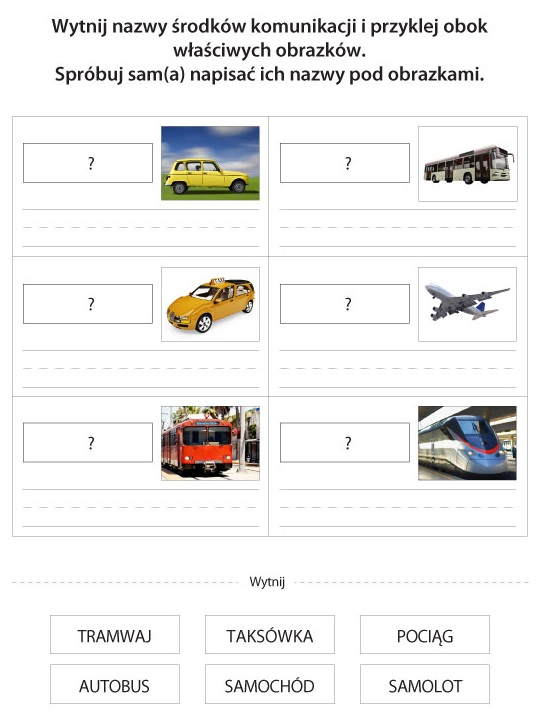 Wytnij nazwy środków komunikacji i przyklej obok
właściwych obrazków.
Spróbuj sam(a) napisać ich nazwy pod obrazkami.
?
?
?
?
?
?
Wytnij
TRAMWAJ
TAKSÓWKA
POCIĄG
AUTOBUS
SAMOCHÓD
SAMOLOT